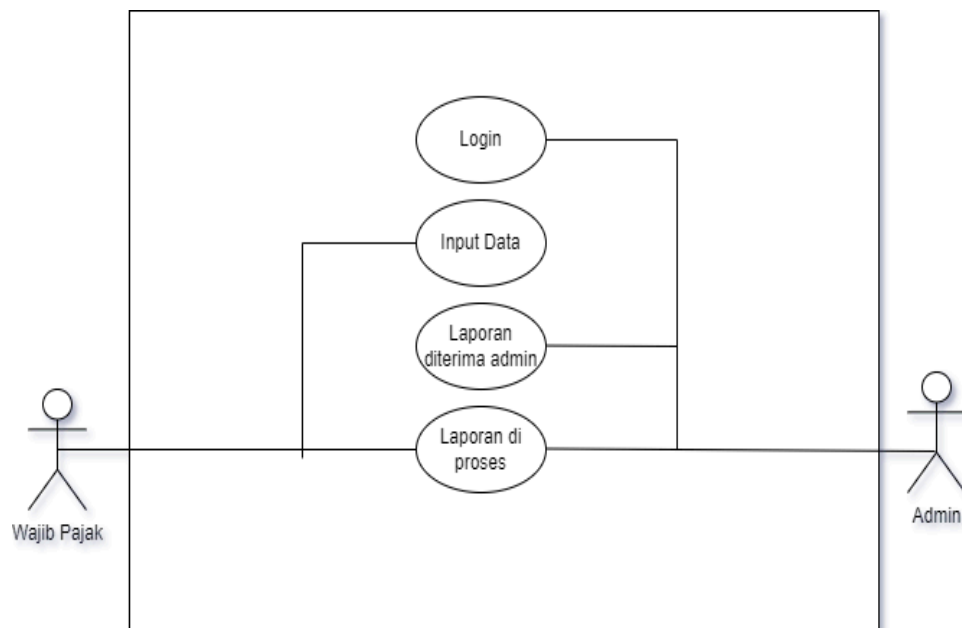 Login
Input Data
Laporan
diterima admin
Laporan di
proses
Wajib Pajak
Admin